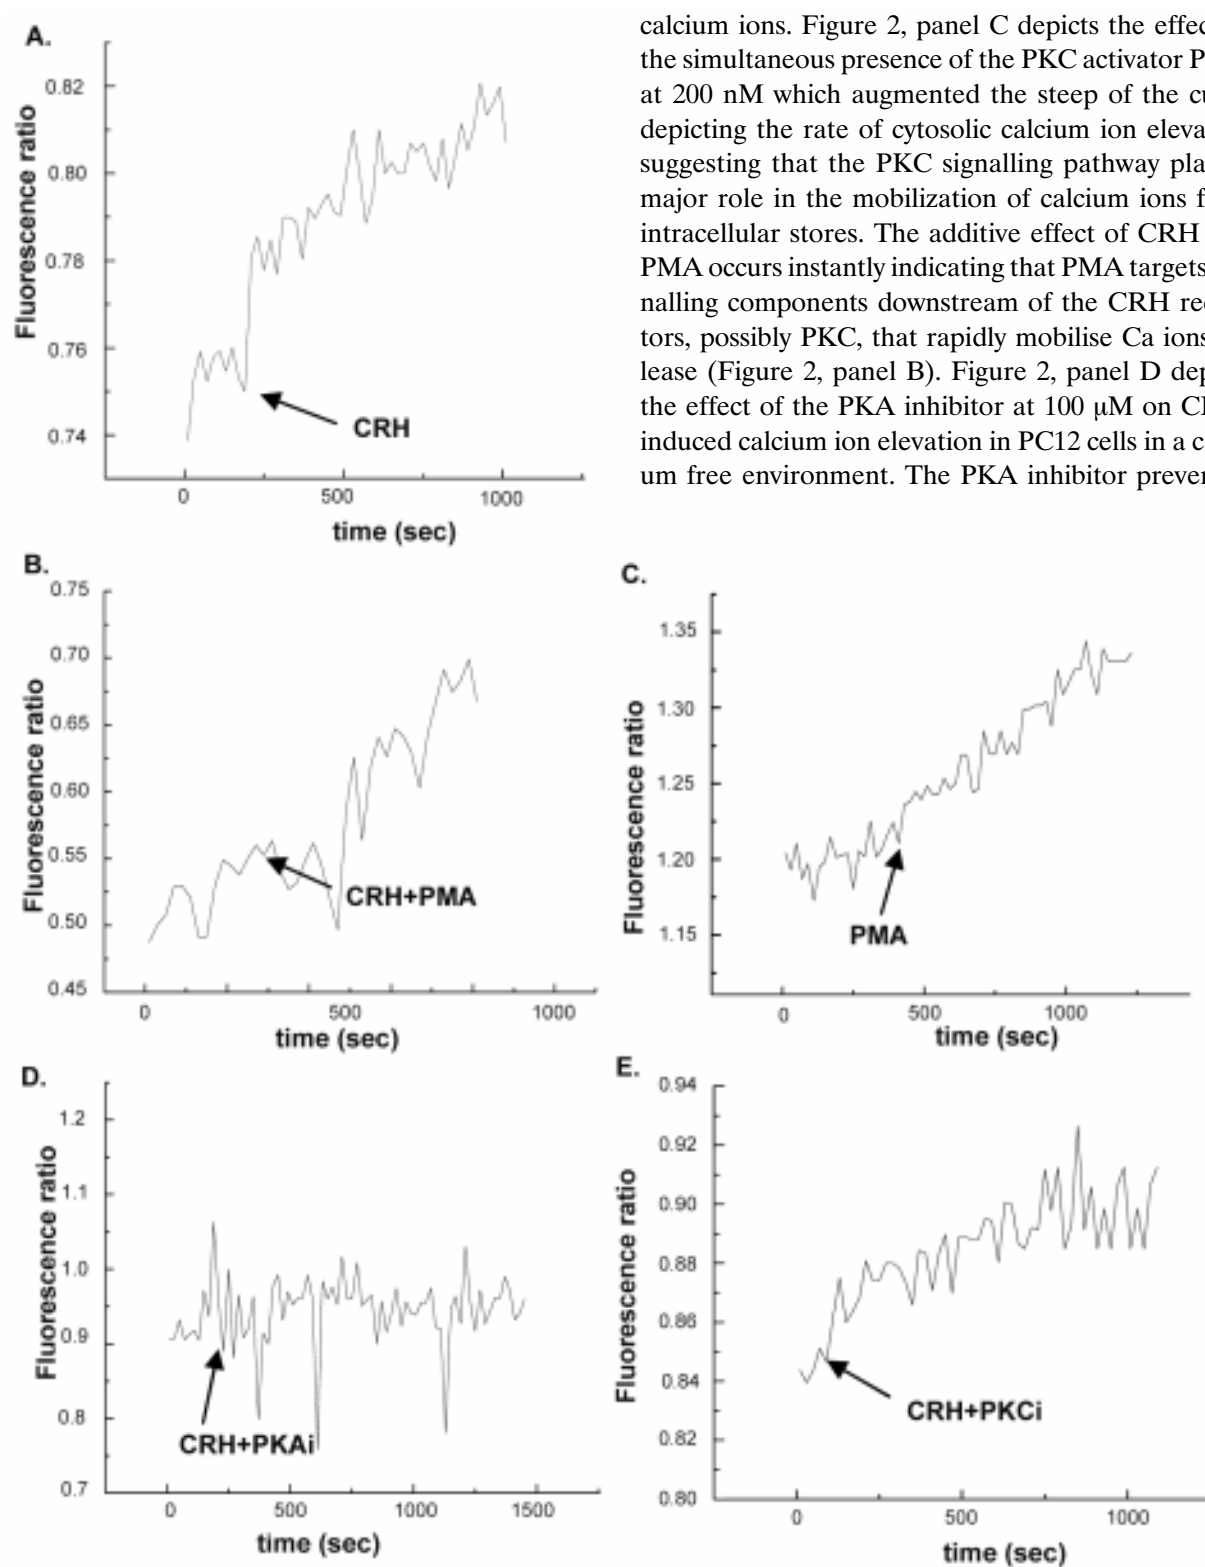 calcium ions. Figure 2, panel C depicts the effec
the simultaneous presence of the PKC activator P
at 200 nM which augmented the steep of the cu
depicting the rate of cytosolic calcium ion eleva
suggesting that the PKC signalling pathway pla
major role in the mobilization of calcium ions f
intracellular stores. The additive effect of CRH
PMA occurs instantly indicating that PMA targets
nalling components downstream of the CRH rec
tors, possibly PKC, that rapidly mobilise Ca ions
lease (Figure 2, panel B). Figure 2, panel D dep
the effect of the PKA inhibitor at 100 µM on CI
induced calcium ion elevation in PC12 cells in a c
um free environment. The PKA inhibitor prever
A.
Fluorescence ratio
0.82
0.80
0.78
0.76
0.74
CRH
0
500
1000
time (sec)
B.
Fluorescence ratio
0.75
0.70
0.65
0.60
0.55
0.50
0.45
CRH+PMA
0
500
1000
time (sec)
C.
Fluorescence ratio
1.35
1.30
1.25
1.20
1.15
PMA
0
500
1000
time (sec)
D.
Fluorescence ratio
1.2
1.1
1.0
0.9
0.8
0.7
CRH+PKAi
0
500
1000
1500
time (sec)
E.
Fluorescence ratio
0.94
0.92
0.90
0.88
0.86
0.84
0.82
0.80
CRH+PKCi
0
500
1000
time (sec)